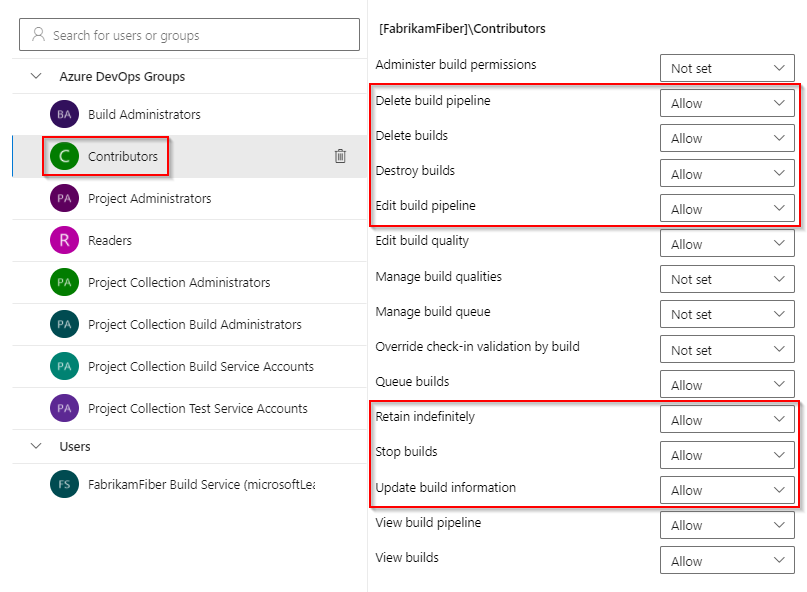 Search for users or groups
Azure DevOps Groups
BA Build Administrators
C Contributors
PA Project Administrators
R Readers
PA Project Collection Administrators
PA Project Collection Build Administrators
PA Project Collection Build Service Accounts
PA Project Collection Test Service Accounts
Users
FS FabrikamFiber Build Service (microsoftLea
[FabrikamFiber]\Contributors
Administer build permissions Not set
Delete build pipeline Allow
Delete builds Allow
Destroy builds Allow
Edit build pipeline Allow
Edit build quality Allow
Manage build qualities Not set
Manage build queue Not set
Override check-in validation by build Not set
Queue builds Allow
Retain indefinitely Allow
Stop builds Allow
Update build information Allow
View build pipeline Allow
View builds Allow